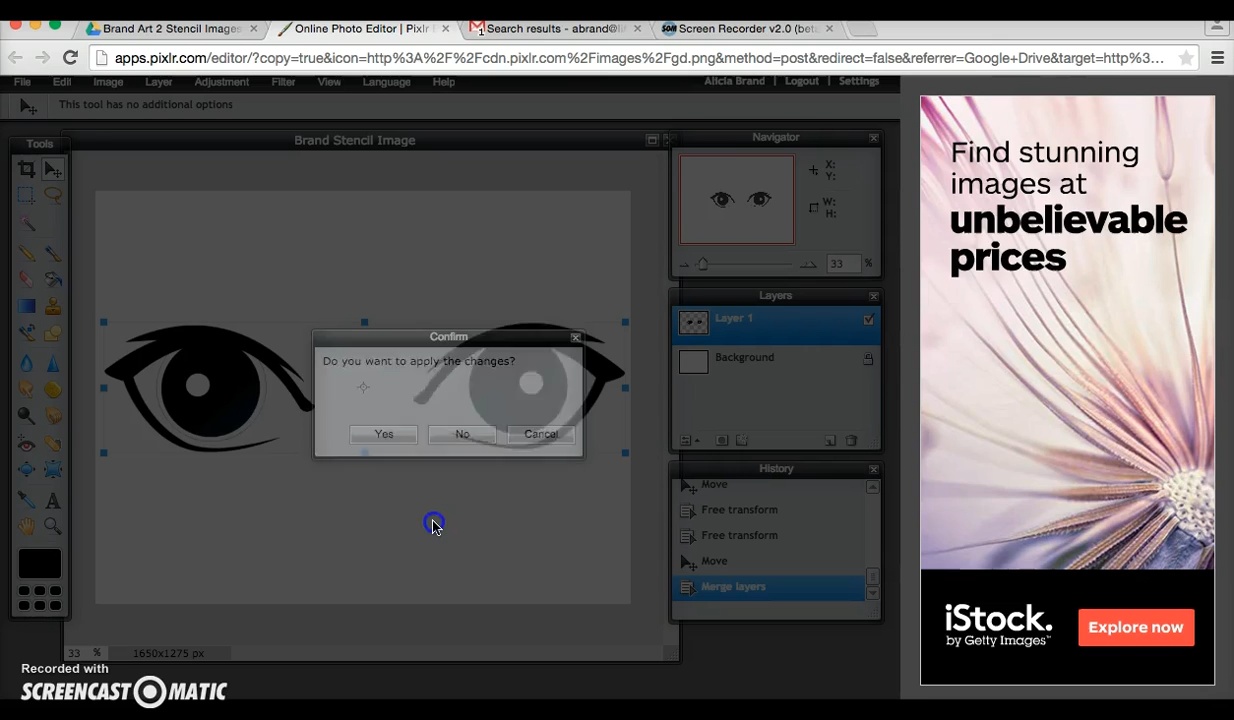 Brand Art 2 Stencil Images
Online Photo Editor | Pixlr
1
Search results - abrand@li
SOM Screen Recorder v2.0 (beta
apps.pixlr.com/editor/?copy=true&icon=http%3A%2F%2Fcdn.pixlr.com%2Fimages%2Fgd.png&method=post&redirect=false&referrer=Google+Drive&target=http%3...
File Edit Image Layer Adjustment Filter View Language Help
Alicia Brand Logout Settings
This tool has no additional options
Tools
Brand Stencil Image
Navigator
X:
Y:
W:
H:
33 %
Layers
Layer 1
Background
Confirm
Do you want to apply the changes?
Yes No Cancel
History
Move
Free transform
Free transform
Move
Merge layers
33 % 1650x1275 px
Recorded with
SCREENCAST MATIC
Find stunning
images at
unbelievable
prices
iStock.
by Getty Images™
Explore now